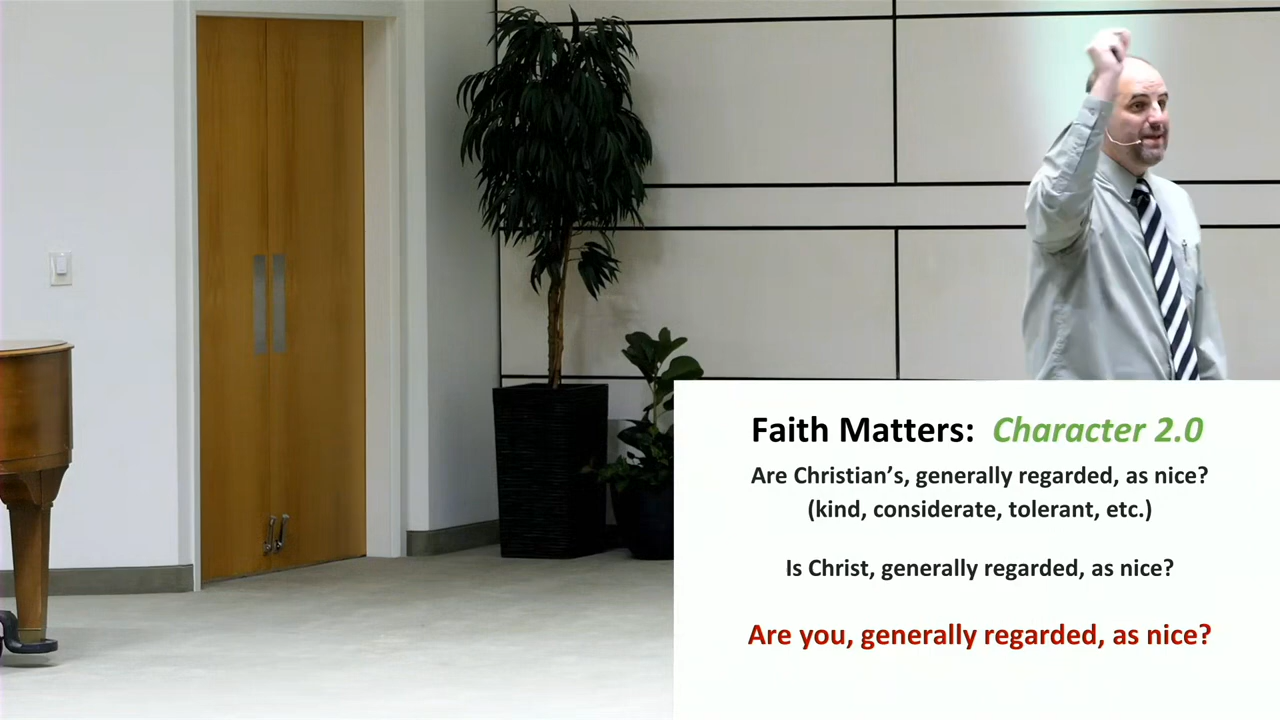 Faith Matters: Character 2.0
Are Christian's, generally regarded, as nice?
(kind, considerate, tolerant, etc.)
Is Christ, generally regarded, as nice?
Are you, generally regarded, as nice?